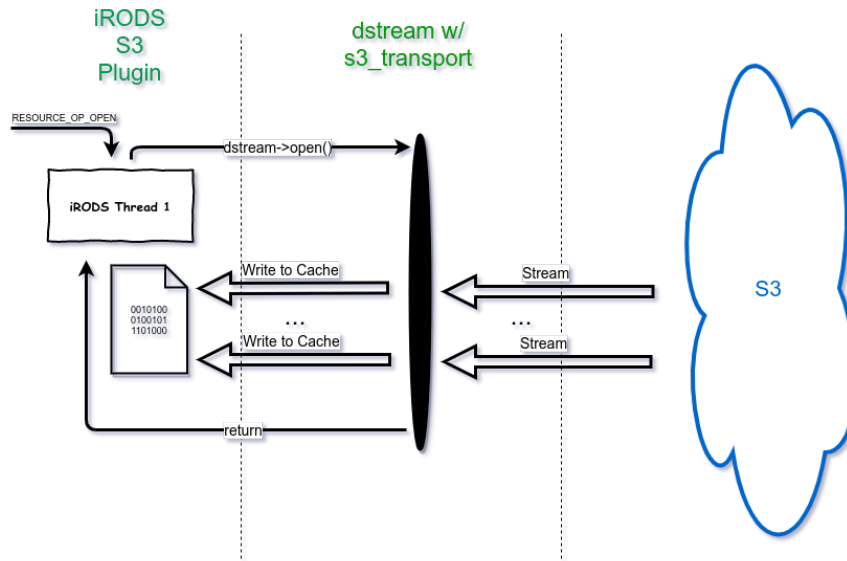 iRODS
S3
Plugin
dstream w/
s3_transport
RESOURCE_OP_OPEN
dstream->open()
iRODS Thread 1
Write to Cache
Stream
S3
0010100
0100101
1101000
...
...
Write to Cache
Stream
return